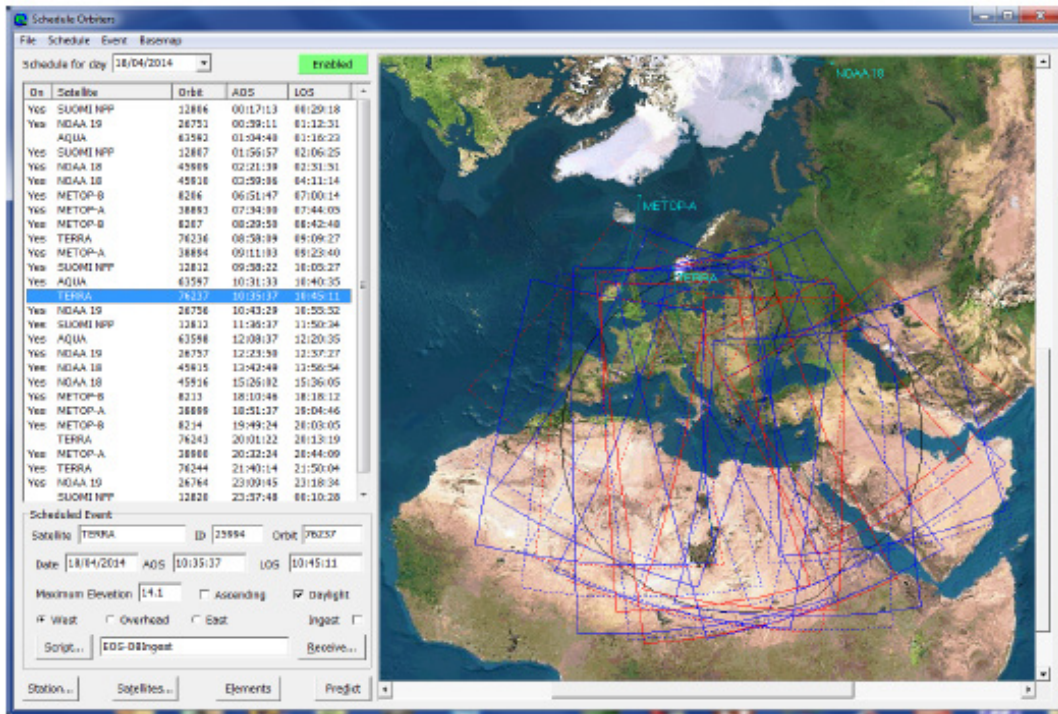 Schedule Orbiters
File Schedule Event Basemap
Schedule for day 18/04/2014 Enabled
On Satellite Orbit AOS LOS
Yes SUOMI NPP 12806 00:17:13 00:29:18
Yes NOAA 19 26751 00:59:11 01:12:31
AQUA 63592 01:04:40 01:16:23
Yes SUOMI NPP 12807 01:56:57 02:06:25
Yes NOAA 18 45909 02:21:39 02:31:51
Yes NOAA 18 45910 03:59:06 04:11:14
Yes METOP-B 8206 06:51:47 07:00:14
Yes METOP-A 38893 07:34:00 07:44:05
Yes METOP-B 8207 08:29:50 08:42:48
Yes TERRA 76236 08:58:09 09:09:27
Yes METOP-A 38894 09:11:03 09:23:40
Yes SUOMI NPP 12812 09:58:22 10:05:27
Yes AQUA 63597 10:31:33 10:40:35
TERRA 76237 10:35:37 10:45:11
Yes NOAA 19 26756 10:43:29 10:55:52
Yes SUOMI NPP 12812 11:36:37 11:50:34
Yes AQUA 63598 12:08:37 12:20:35
Yes NOAA 19 26757 12:23:50 12:37:27
Yes NOAA 18 45915 13:42:49 13:56:54
Yes NOAA 18 45916 15:26:02 15:36:05
Yes METOP-B 8213 18:10:46 18:18:12
Yes METOP-A 38899 18:51:37 19:04:46
Yes METOP-B 8214 19:49:24 20:03:05
TERRA 76243 20:01:22 20:13:19
Yes METOP-A 38900 20:32:24 20:44:09
Yes TERRA 76244 21:40:14 21:50:04
Yes NOAA 19 26764 23:09:45 23:18:34
SUOMI NPP 12820 23:57:48 00:10:28
Scheduled Event
Satellite TERRA ID 25994 Orbit 76237
Date 18/04/2014 AOS 10:35:37 LOS 10:45:11
Maximum Elevation 14.1 Ascending Daylight
West Overhead East Ingest
Script... EOS-DBIngest Receive...
Station... Satellites... Elements Predict
NOAA 18
METOP-A
TERRA